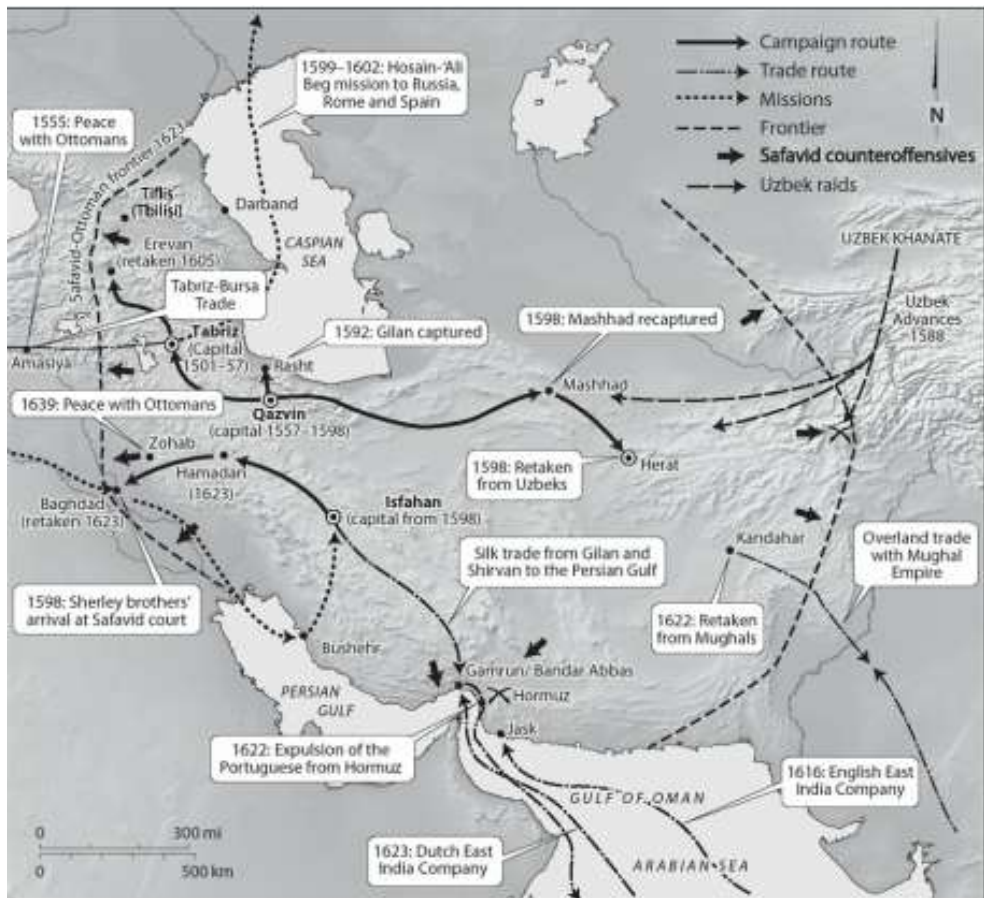 Campaign route
Trade route
Missions
Frontier
Safavid counteroffensives
Uzbek raids
N
1599–1602: Hosain-'Ali
Beg mission to Russia,
Rome and Spain
1555: Peace
with Ottomans
Safavid-Ottoman frontier 1623
Tiflis
(Tbilisi)
Darband
Erevan
(retaken 1605)
CASPIAN
SEA
UZBEK KHANATE
Tabriz-Bursa
Trade
Uzbek
Advances
1588
1592: Gilan captured
1598: Mashhad recaptured
Tabriz
(Capital
1501–57)
Amasiya
Rasht
Mashhad
1639: Peace with Ottomans
Qazvin
(capital 1557–1598)
Zohab
Hamadan
(1623)
1598: Retaken
from Uzbeks
Herat
Baghdad
(retaken 1623)
Isfahan
(capital from 1598)
Kandahar
Overland trade
with Mughal
Empire
Silk trade from Gilan and
Shirvan to the Persian Gulf
1598: Sherley brothers'
arrival at Safavid court
1622: Retaken
from Mughals
Bushehr
Gamrun/ Bandar Abbas
PERSIAN
GULF
Hormuz
Jask
1622: Expulsion of the
Portuguese from Hormuz
1616: English East
India Company
GULF OF OMAN
0 300 mi
0 500 km
1623: Dutch East
India Company
ARABIAN SEA